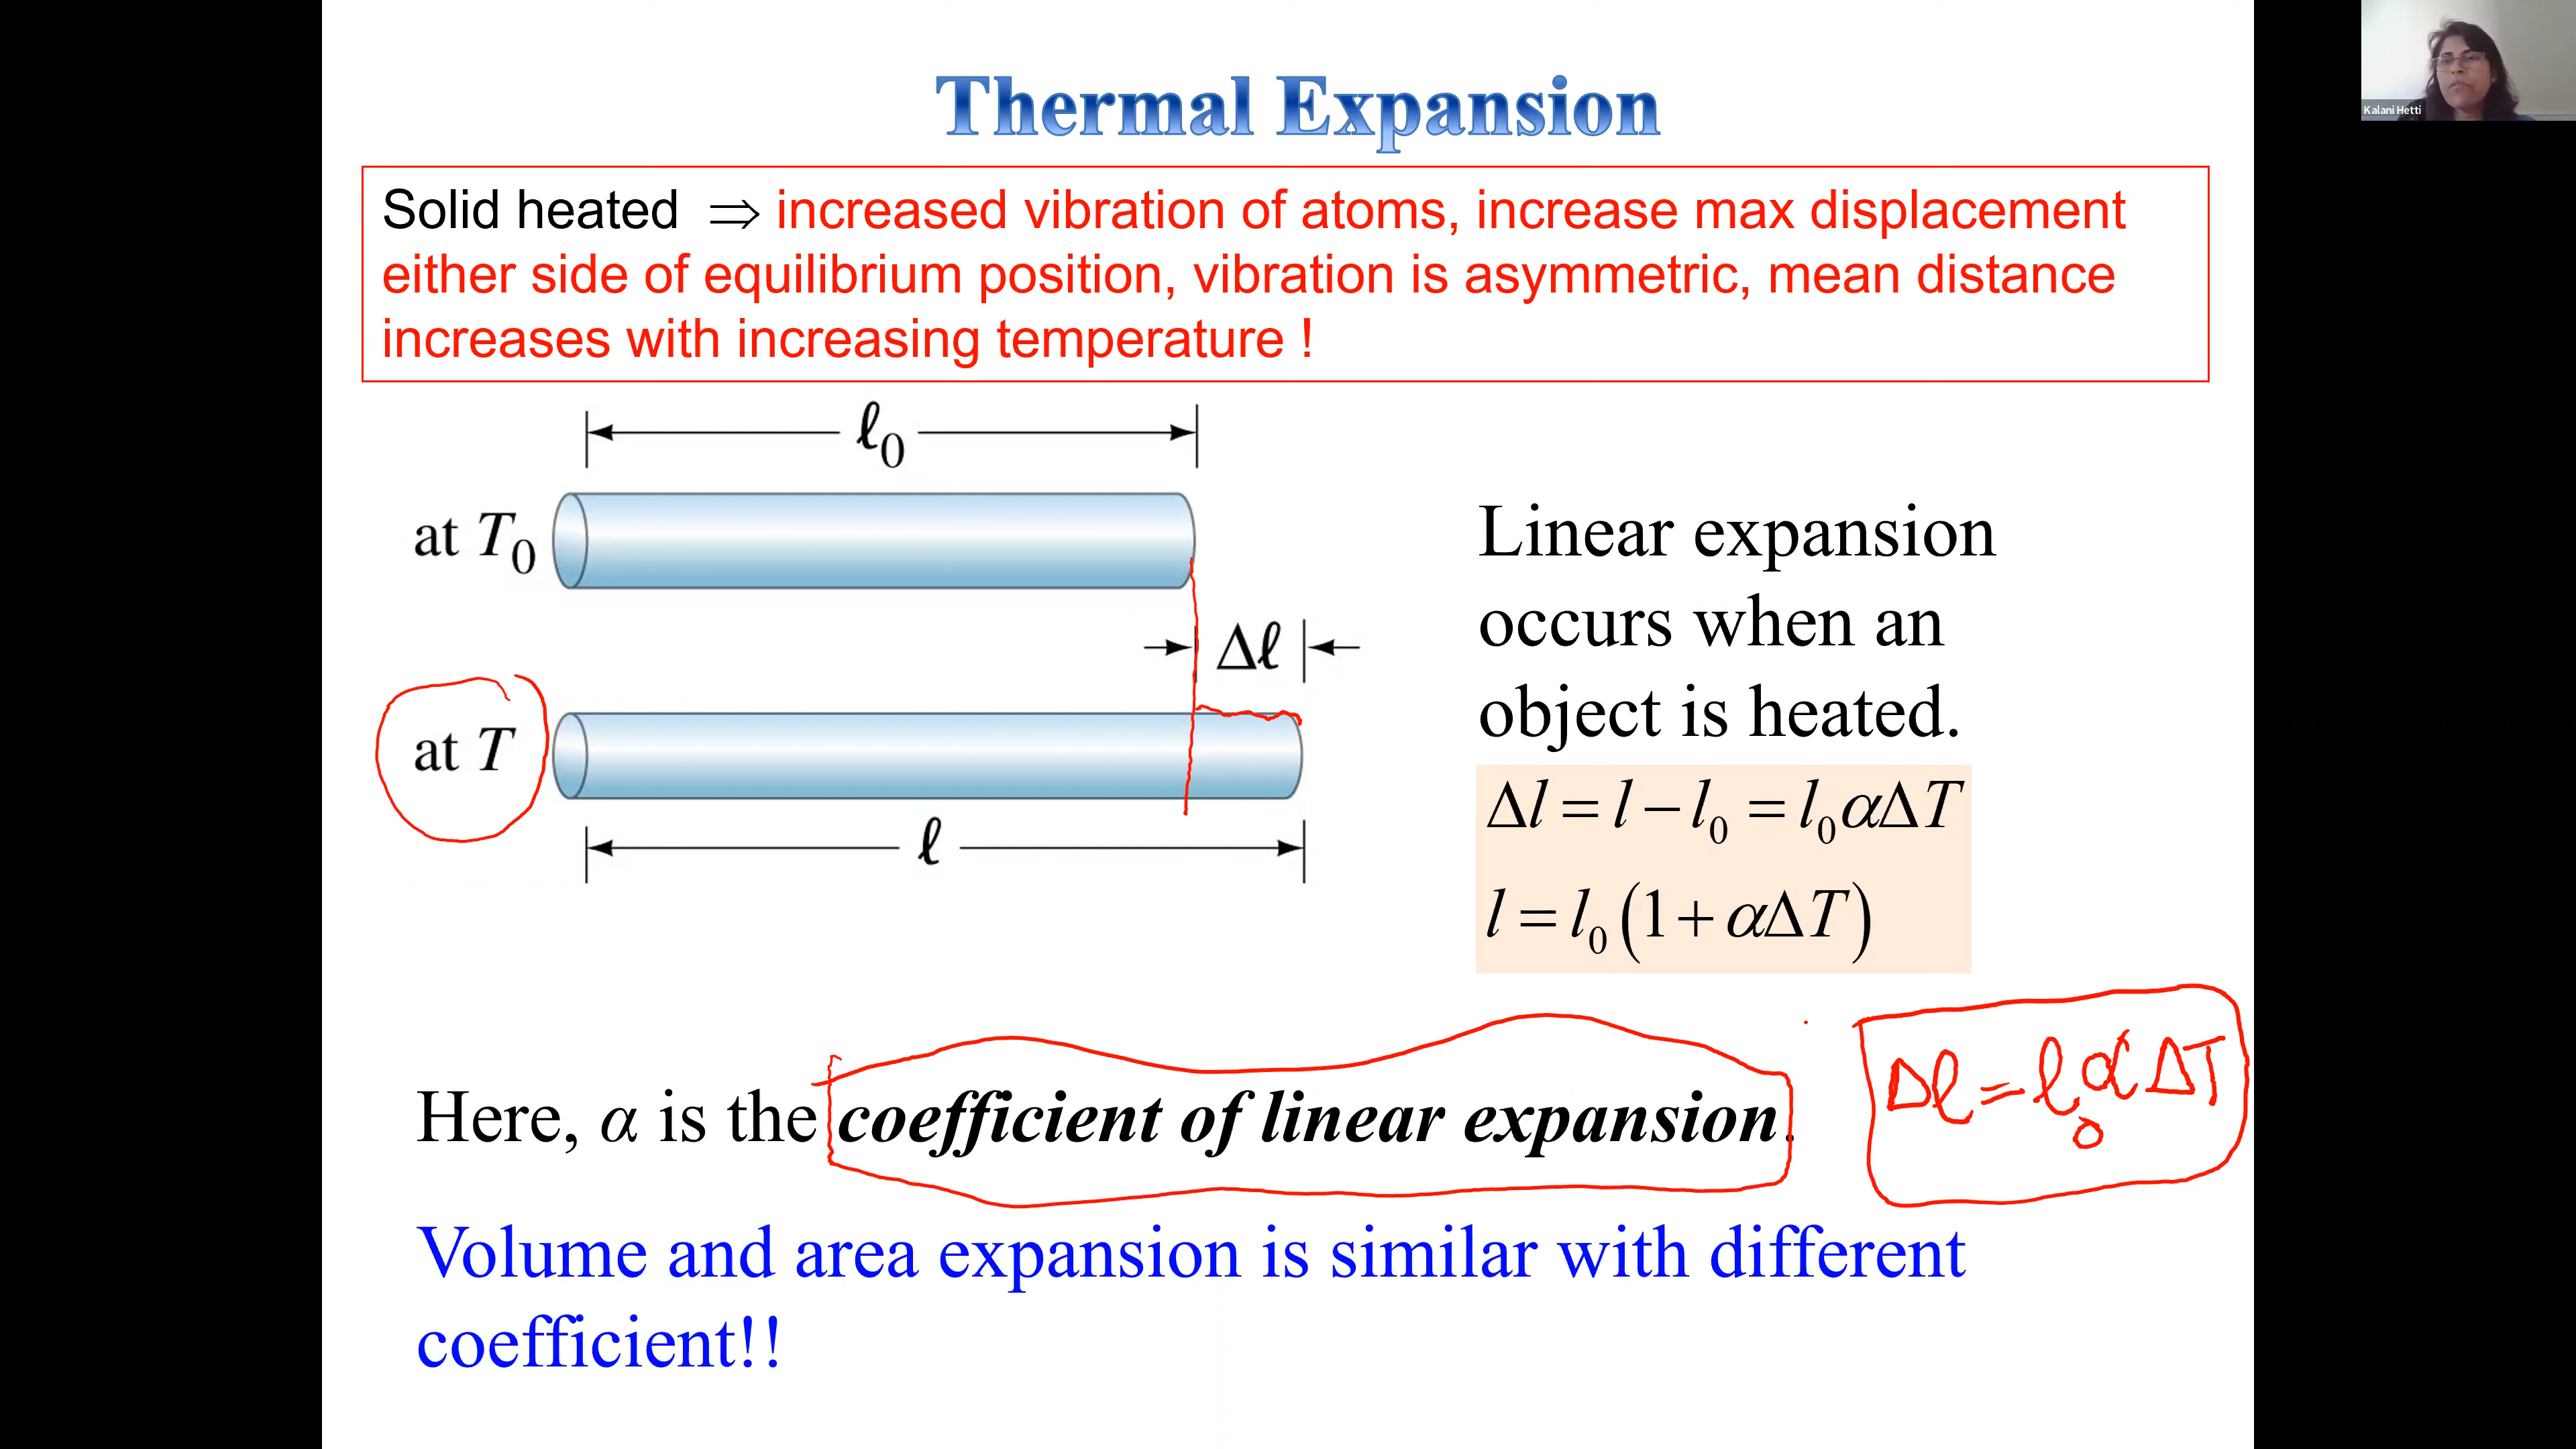 Thermal Expansion
Kalani Hetti
Solid heated ⇒ increased vibration of atoms, increase max displacement
either side of equilibrium position, vibration is asymmetric, mean distance
increases with increasing temperature !
ℓ₀
at T₀
Δℓ
at T
ℓ
Linear expansion
occurs when an
object is heated.
Δl = l − l₀ = l₀αΔT
l = l₀(1 + αΔT)
Δℓ = ℓ₀αΔT
Here, α is the coefficient of linear expansion.
Volume and area expansion is similar with different
coefficient!!